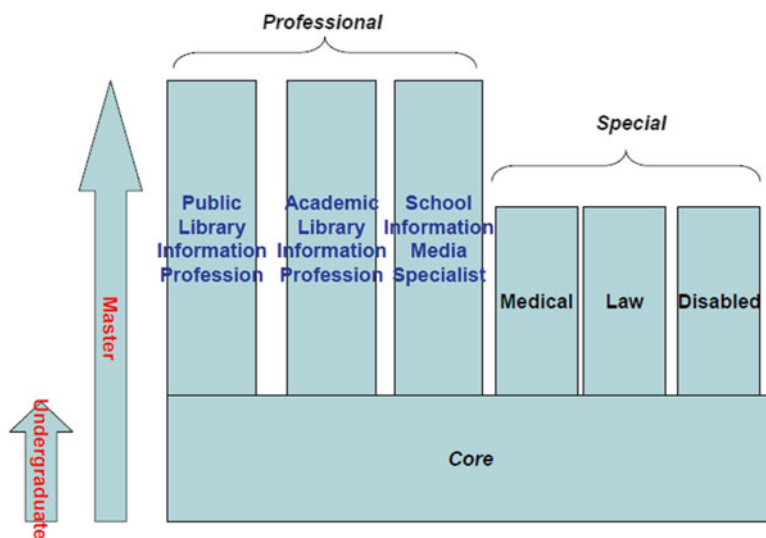 Professional
Special
Public
Library
Information
Profession
Academic
Library
Information
Profession
School
Information
Media
Specialist
Medical
Law
Disabled
Master
Undergraduate
Core